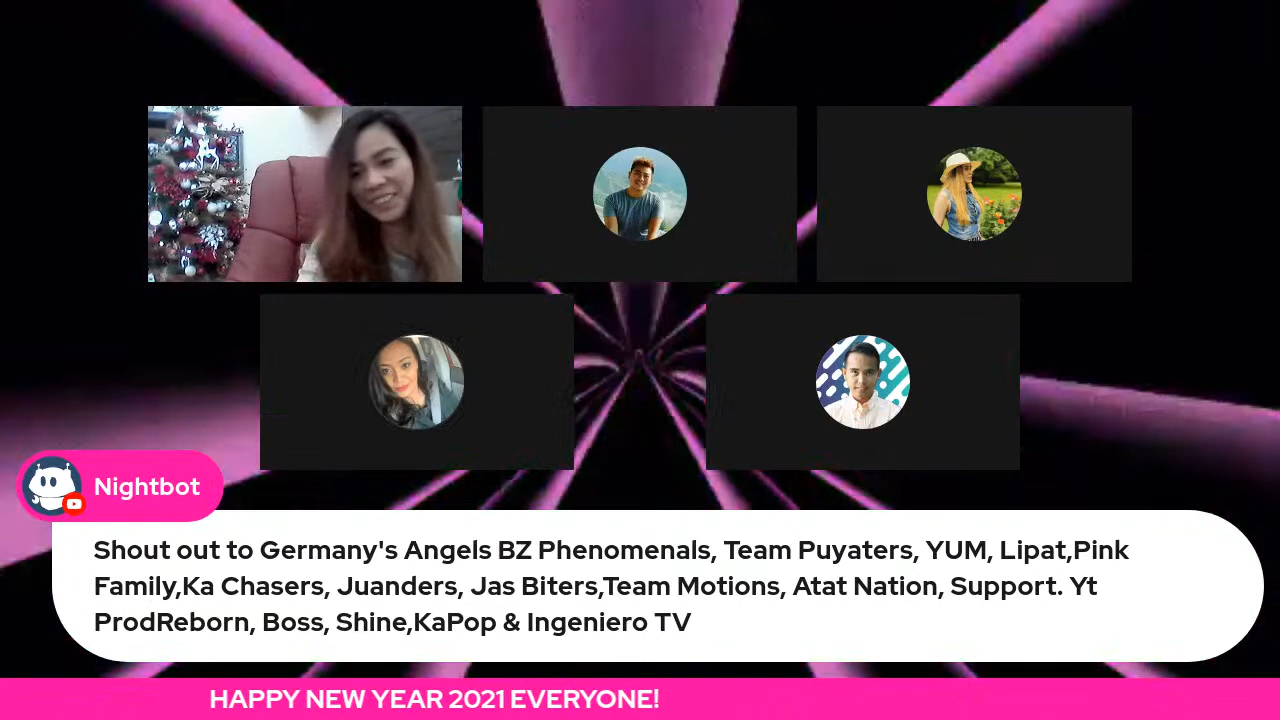 Nightbot
Shout out to Germany's Angels BZ Phenomenals, Team Puyaters, YUM, Lipat,Pink
Family,Ka Chasers, Juanders, Jas Biters,Team Motions, Atat Nation, Support. Yt
ProdReborn, Boss, Shine,KaPop & Ingeniero TV
HAPPY NEW YEAR 2021 EVERYONE!